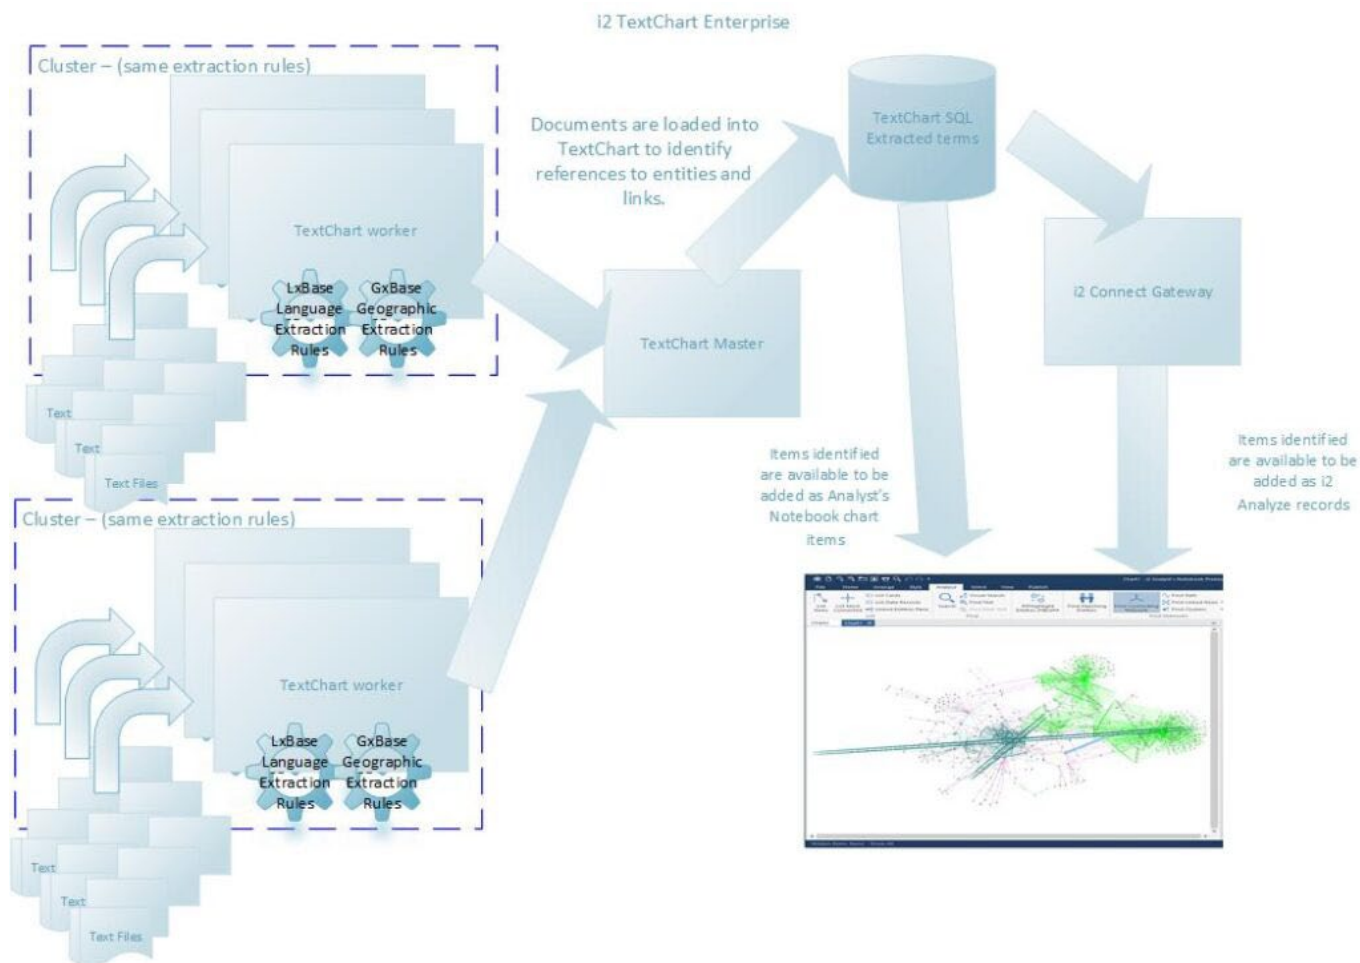 i2 TextChart Enterprise
Cluster – (same extraction rules)
TextChart worker
LxBase
Language
Extraction
Rules
GxBase
Geographic
Extraction
Rules
Text
Text
Text Files
Documents are loaded into
TextChart to identify
references to entities and
links.
TextChart SQL
Extracted terms
TextChart Master
i2 Connect Gateway
Items identified
are available to be
added as Analyst's
Notebook chart
items
Items identified
are available to be
added as i2
Analyze records
Cluster – (same extraction rules)
TextChart worker
LxBase
Language
Extraction
Rules
GxBase
Geographic
Extraction
Rules
Text
Text
Text Files